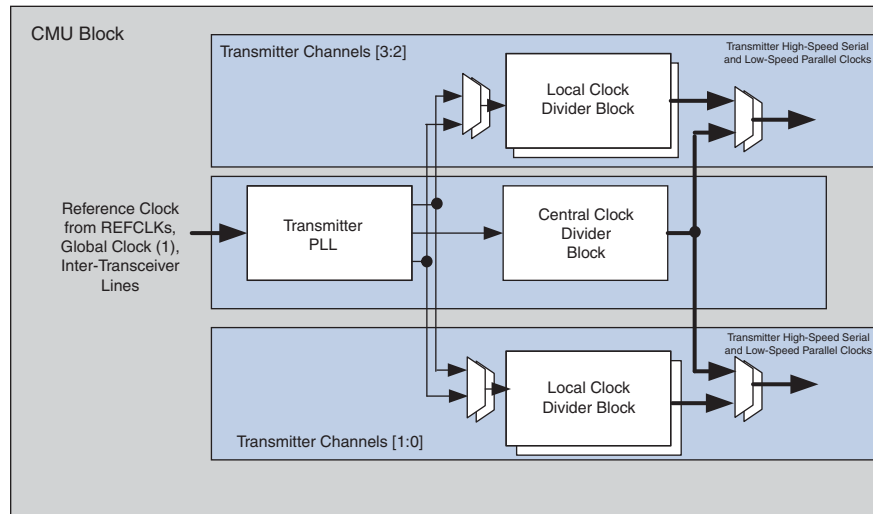 CMU Block
Transmitter Channels [3:2]
Local Clock
Divider Block
Transmitter High-Speed Serial
and Low-Speed Parallel Clocks
Reference Clock
from REFCLKs,
Global Clock (1),
Inter-Transceiver
Lines
Transmitter
PLL
Central Clock
Divider
Block
Transmitter High-Speed Serial
and Low-Speed Parallel Clocks
Local Clock
Divider Block
Transmitter Channels [1:0]